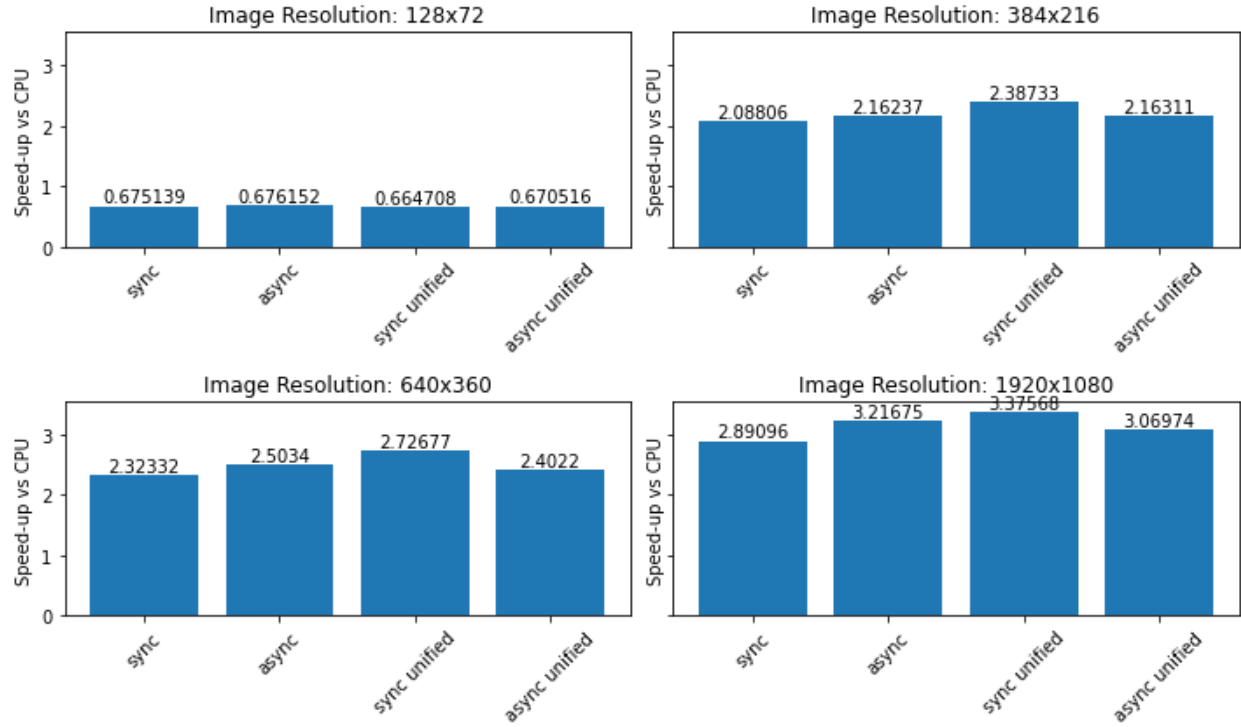 Image Resolution: 128x72
Speed-up vs CPU
3
2
1
0
0.675139
0.676152
0.664708
0.670516
sync
async
sync unified
async unified
Image Resolution: 384x216
Speed-up vs CPU
2.08806
2.16237
2.38733
2.16311
sync
async
sync unified
async unified
Image Resolution: 640x360
Speed-up vs CPU
3
2
1
0
2.32332
2.5034
2.72677
2.4022
sync
async
sync unified
async unified
Image Resolution: 1920x1080
Speed-up vs CPU
2.89096
3.21675
3.37568
3.06974
sync
async
sync unified
async unified